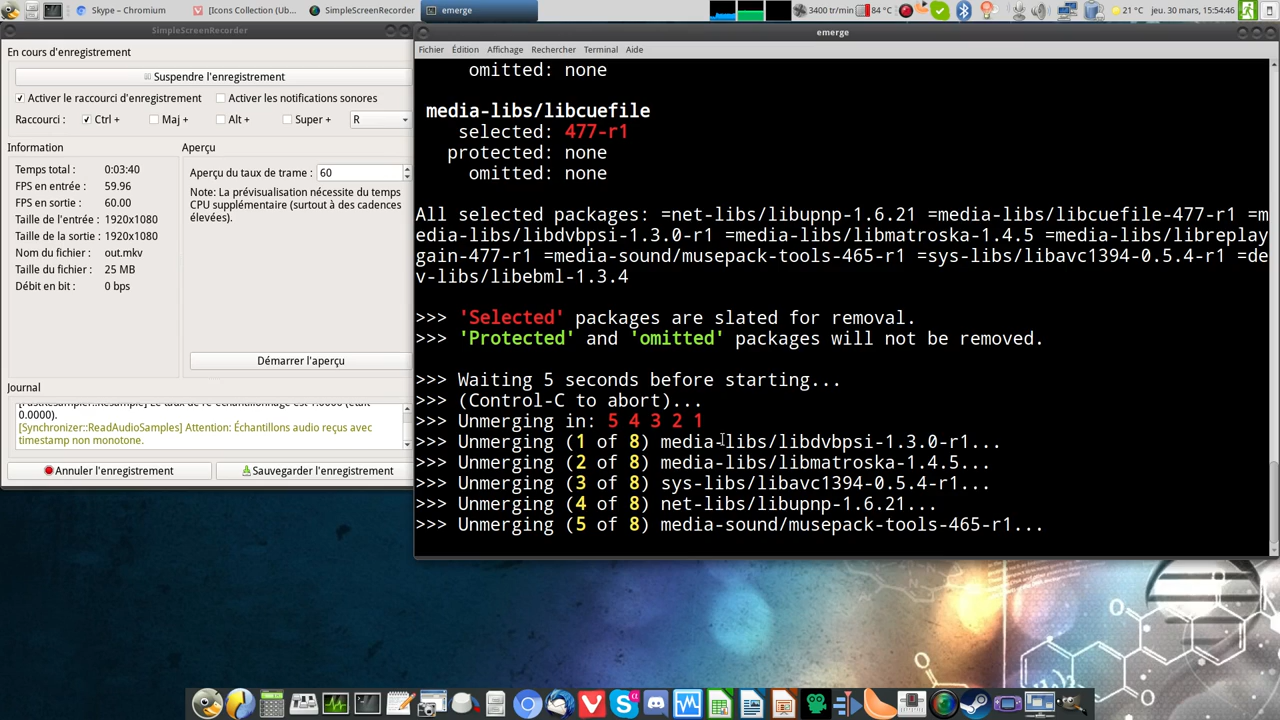 Skype – Chromium
[Icons Collection (Ub...
SimpleScreenRecorder
emerge
3400 tr/min
84 °C
21 °C
jeu. 30 mars, 15:54:46
SimpleScreenRecorder
En cours d'enregistrement
Suspendre l'enregistrement
Activer le raccourci d'enregistrement
Activer les notifications sonores
Raccourci :
Ctrl +
Maj +
Alt +
Super +
R
Information
Temps total : 0:03:40
FPS en entrée : 59.96
FPS en sortie : 60.00
Taille de l'entrée : 1920x1080
Taille de la sortie : 1920x1080
Nom du fichier : out.mkv
Taille du fichier : 25 MB
Débit en bit : 0 bps
Aperçu
Aperçu du taux de trame : 60
Note: La prévisualisation nécessite du temps
CPU supplémentaire (surtout à des cadences
élevées).
Démarrer l'aperçu
Journal
0.0000).
[Synchronizer::ReadAudioSamples] Attention: Échantillons audio reçus avec
timestamp non monotone.
Annuler l'enregistrement
Sauvegarder l'enregistrement
emerge
Fichier Édition Affichage Rechercher Terminal Aide
omitted: none
media-libs/libcuefile
selected: 477-r1
protected: none
omitted: none
All selected packages: =net-libs/libupnp-1.6.21 =media-libs/libcuefile-477-r1 =m
edia-libs/libdvbpsi-1.3.0-r1 =media-libs/libmatroska-1.4.5 =media-libs/libreplay
gain-477-r1 =media-sound/musepack-tools-465-r1 =sys-libs/libavc1394-0.5.4-r1 =de
v-libs/libebml-1.3.4
>>> 'Selected' packages are slated for removal.
>>> 'Protected' and 'omitted' packages will not be removed.
>>> Waiting 5 seconds before starting...
>>> (Control-C to abort)...
>>> Unmerging in: 5 4 3 2 1
>>> Unmerging (1 of 8) media-libs/libdvbpsi-1.3.0-r1...
>>> Unmerging (2 of 8) media-libs/libmatroska-1.4.5...
>>> Unmerging (3 of 8) sys-libs/libavc1394-0.5.4-r1...
>>> Unmerging (4 of 8) net-libs/libupnp-1.6.21...
>>> Unmerging (5 of 8) media-sound/musepack-tools-465-r1...